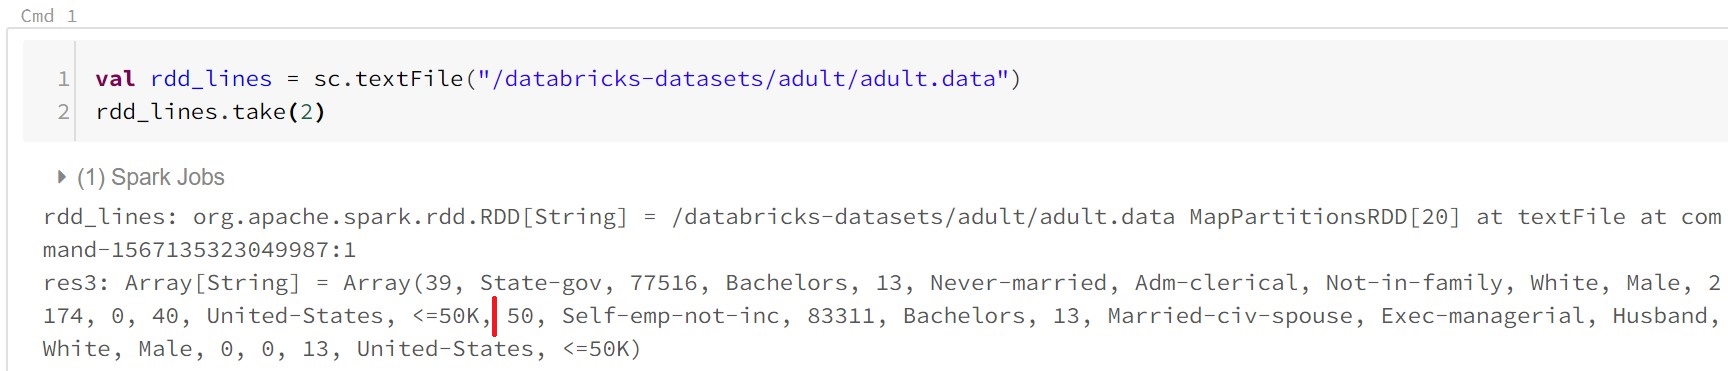 Cmd 1
1 val rdd_lines = sc.textFile("/databricks-datasets/adult/adult.data")
2 rdd_lines.take(2)
(1) Spark Jobs
rdd_lines: org.apache.spark.rdd.RDD[String] = /databricks-datasets/adult/adult.data MapPartitionsRDD[20] at textFile at com
mand-1567135323049987:1
res3: Array[String] = Array(39, State-gov, 77516, Bachelors, 13, Never-married, Adm-clerical, Not-in-family, White, Male, 2
174, 0, 40, United-States, <=50K, 50, Self-emp-not-inc, 83311, Bachelors, 13, Married-civ-spouse, Exec-managerial, Husband,
White, Male, 0, 0, 13, United-States, <=50K)